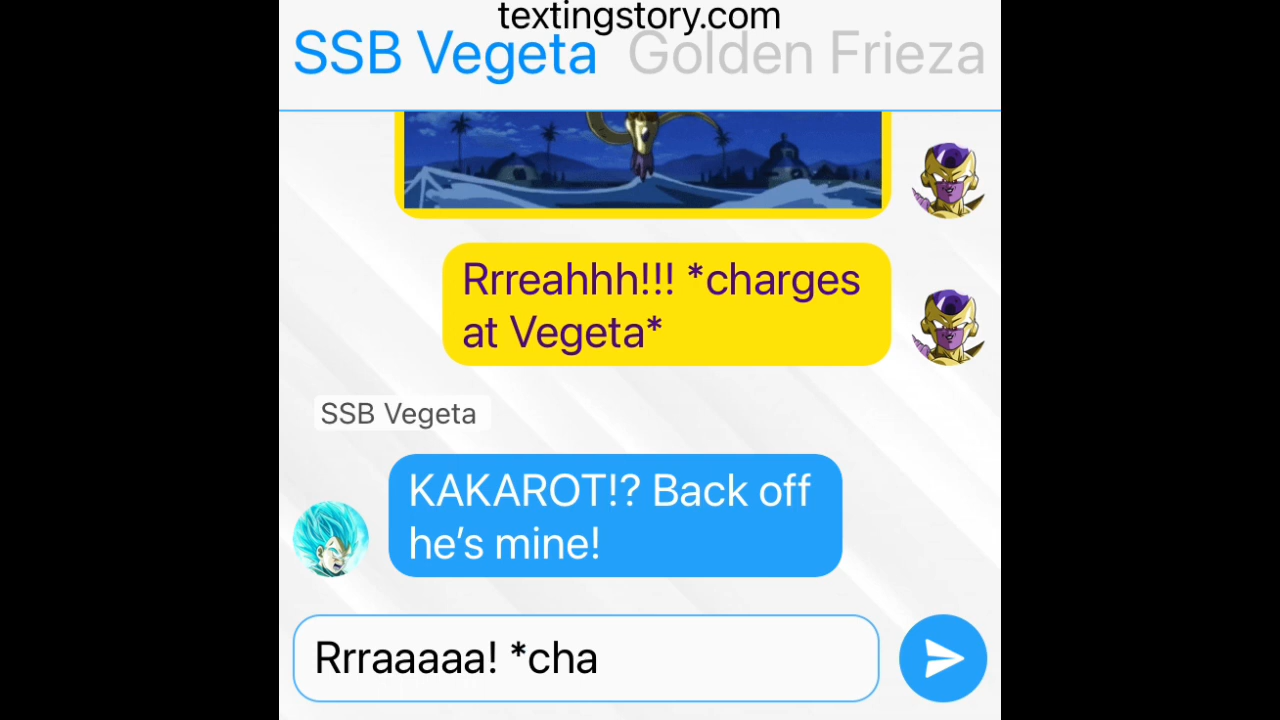 textingstory.com
SSB Vegeta Golden Frieza
Rrreahhh!!! *charges
at Vegeta*
SSB Vegeta
KAKAROT!? Back off
he’s mine!
Rrraaaaa! *cha